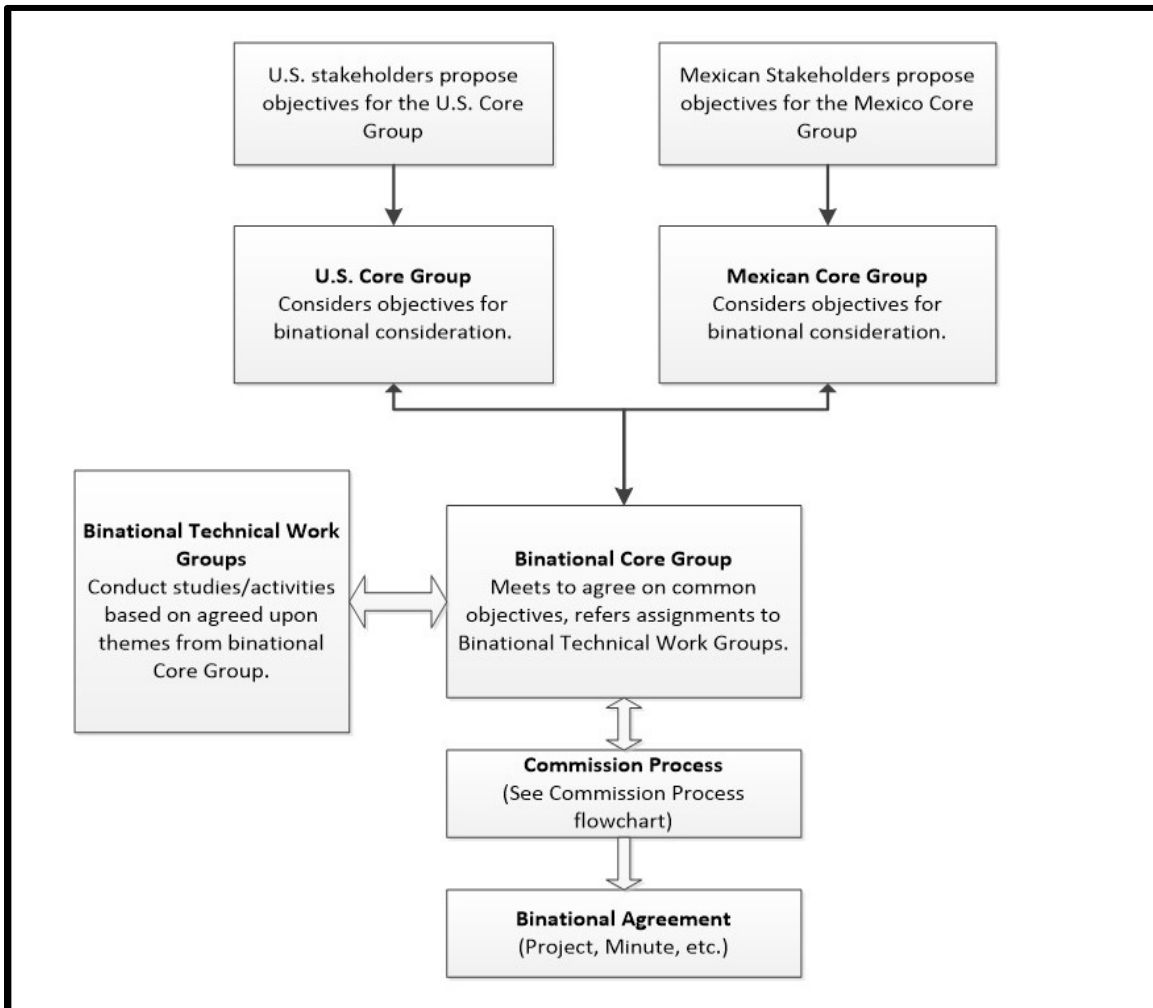 U.S. stakeholders propose
objectives for the U.S. Core
Group
Mexican Stakeholders propose
objectives for the Mexico Core
Group
U.S. Core Group
Considers objectives for
binational consideration.
Mexican Core Group
Considers objectives for
binational consideration.
Binational Technical Work
Groups
Conduct studies/activities
based on agreed upon
themes from binational
Core Group.
Binational Core Group
Meets to agree on common
objectives, refers assignments to
Binational Technical Work Groups.
Commission Process
(See Commission Process
flowchart)
Binational Agreement
(Project, Minute, etc.)